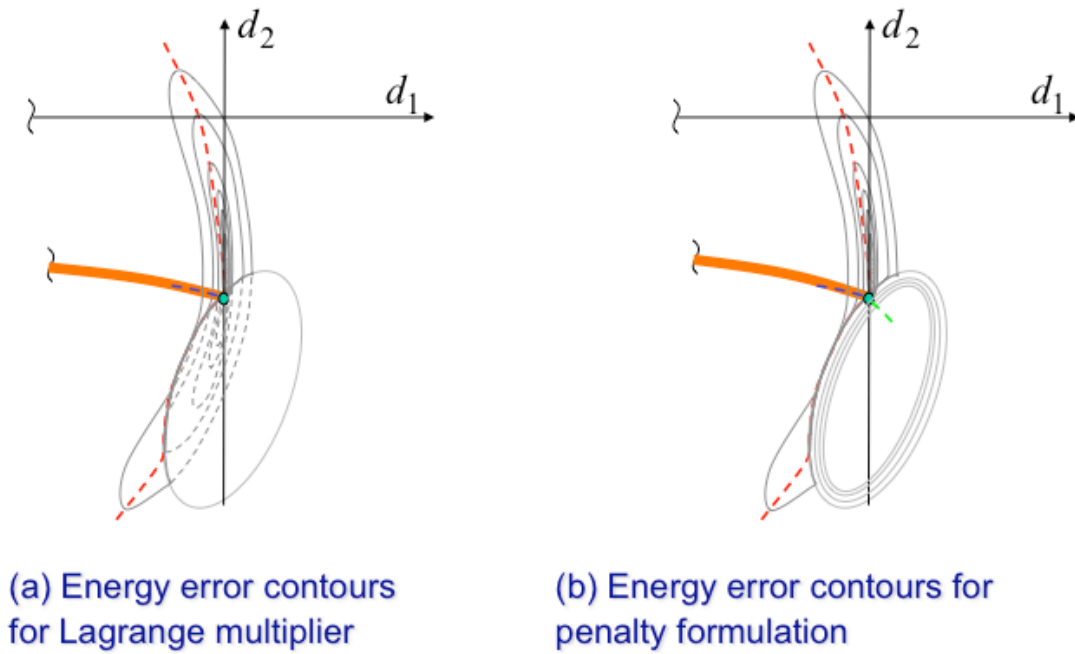 d₂
d₁
d₂
d₁
(a) Energy error contours
for Lagrange multiplier
(b) Energy error contours for
penalty formulation